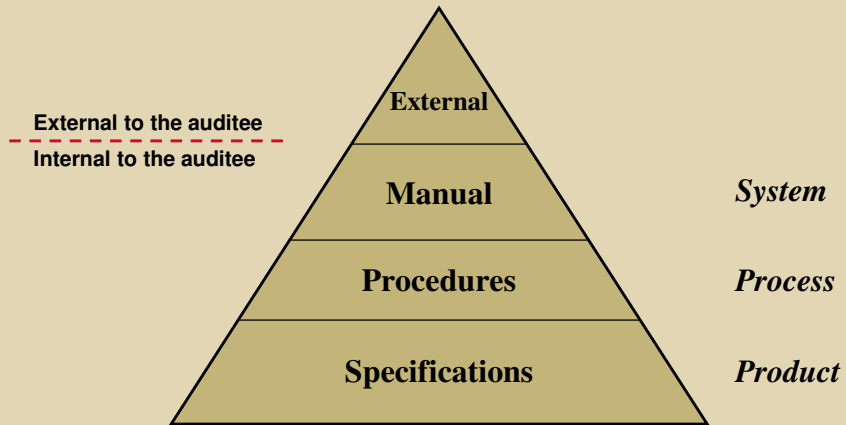 External
External to the auditee
Internal to the auditee
Manual
System
Procedures
Process
Specifications
Product